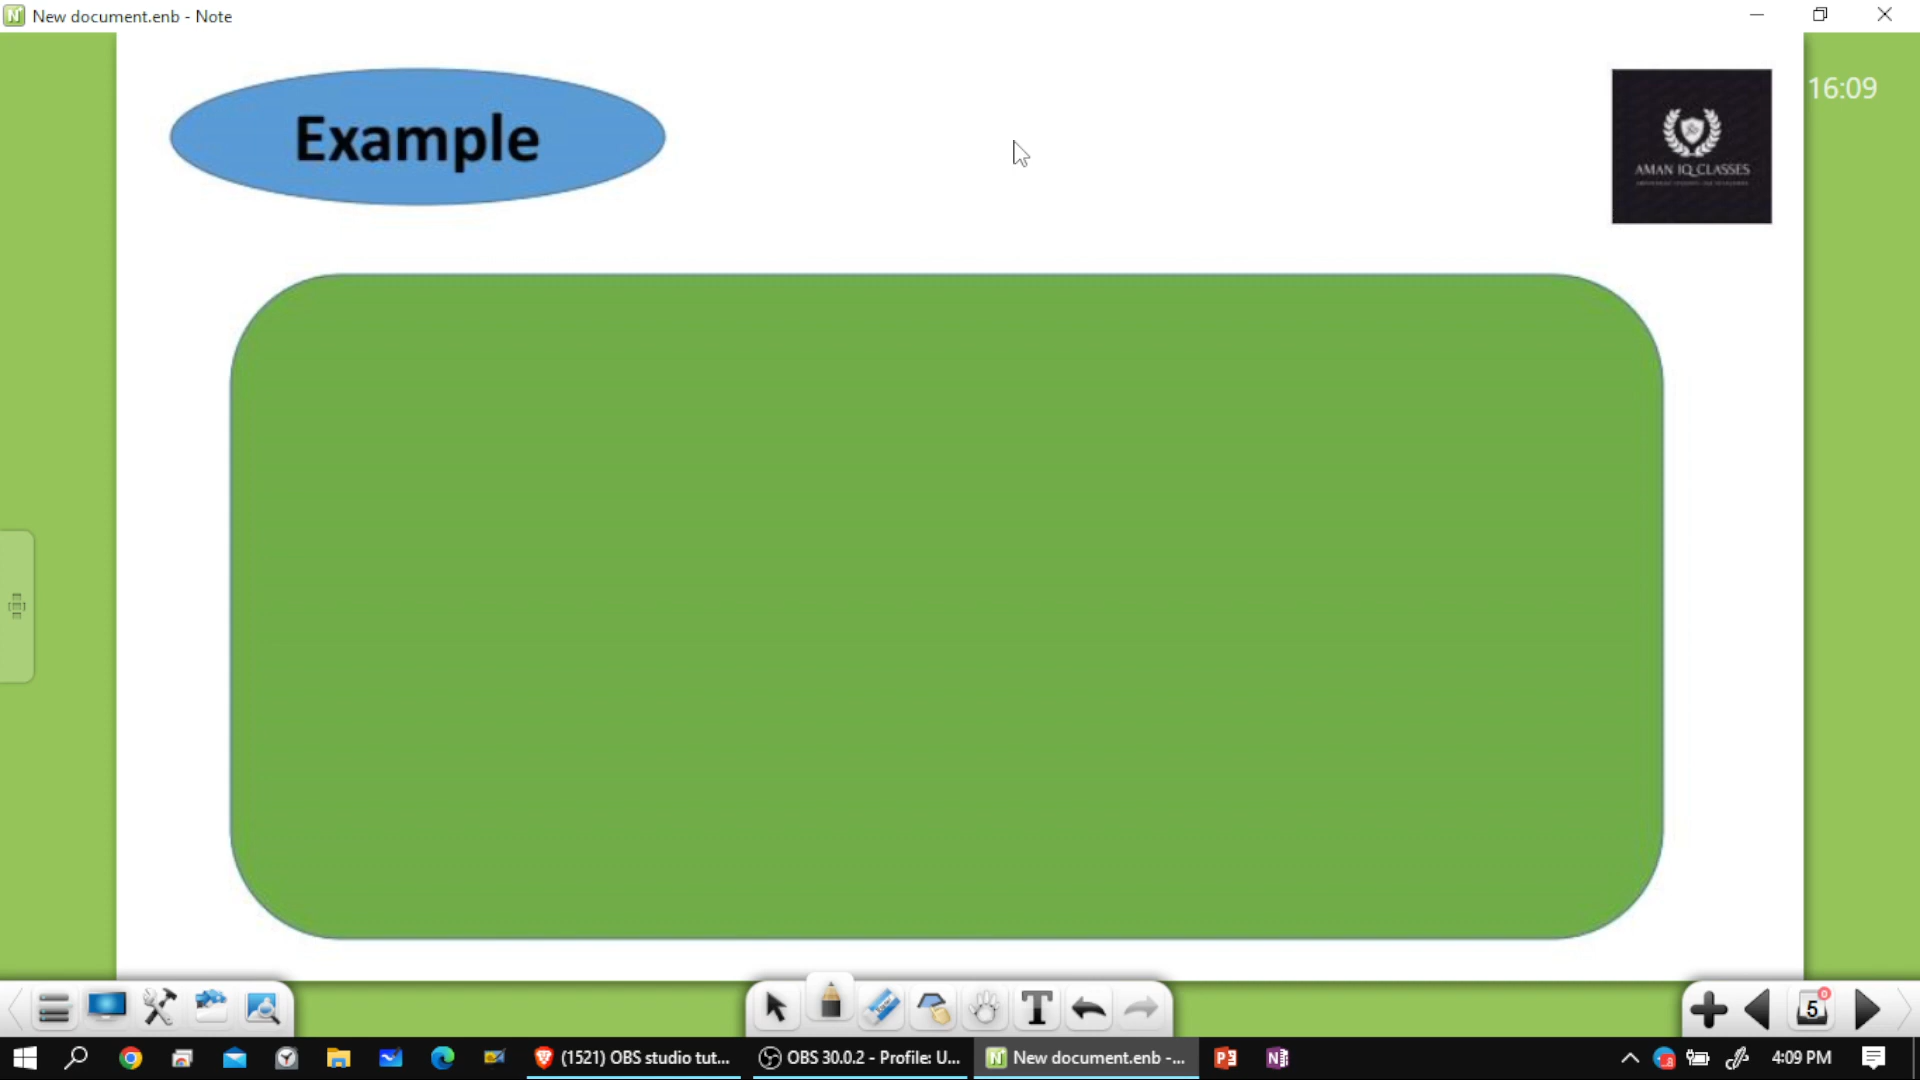 New document.enb - Note
Example
16:09
AMAN IQ CLASSES
5
(1521) OBS studio tut...
OBS 30.0.2 - Profile: U...
New document.enb -...
4:09 PM